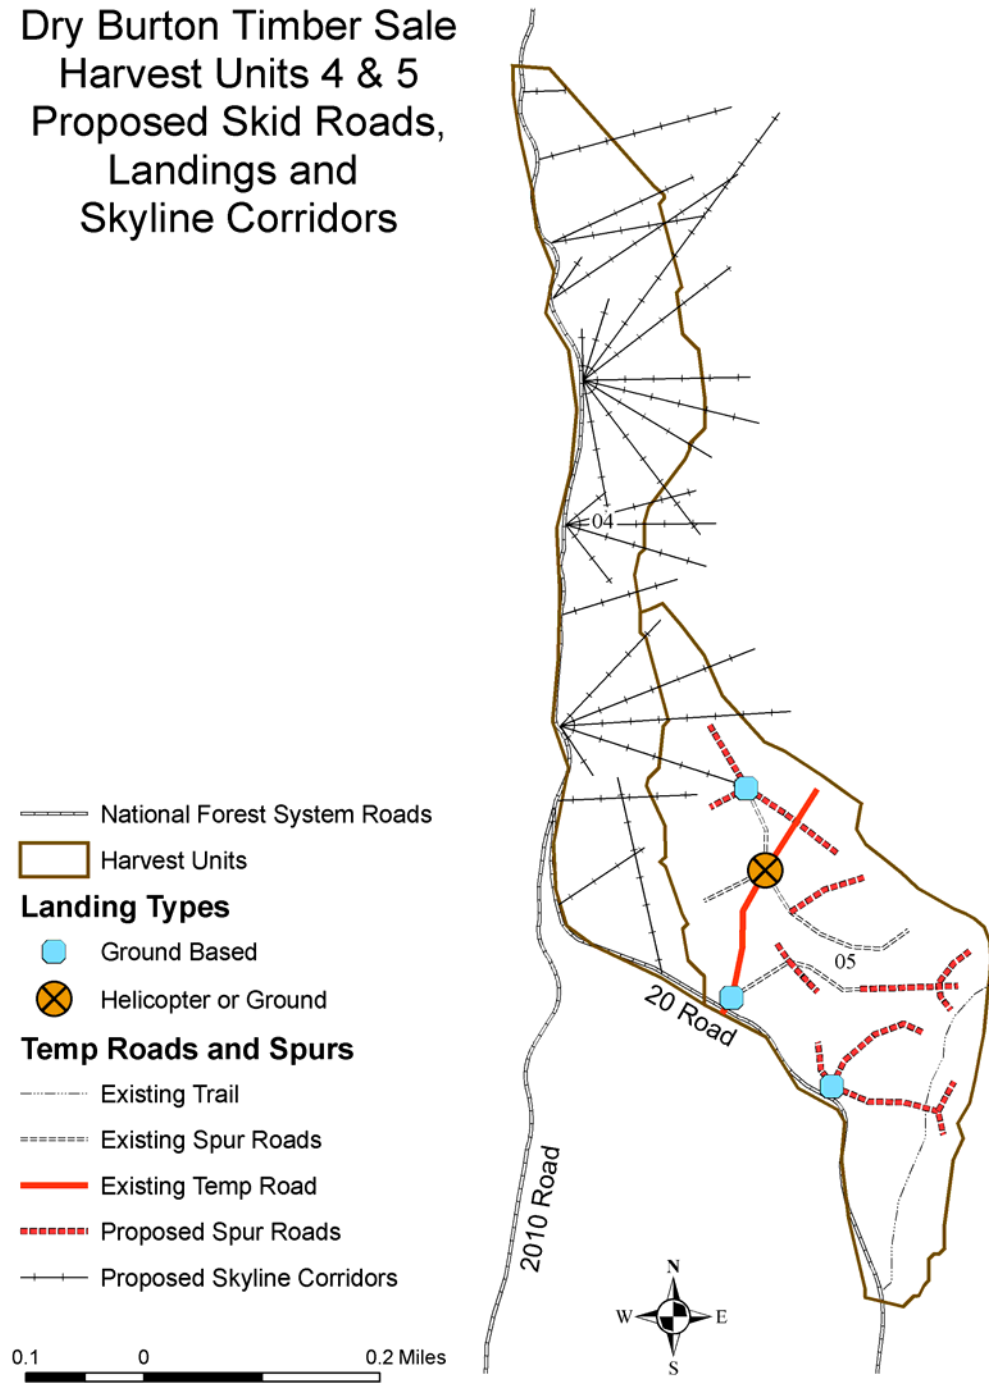 Dry Burton Timber Sale
Harvest Units 4 & 5
Proposed Skid Roads,
Landings and
Skyline Corridors
04
05
20 Road
2010 Road
National Forest System Roads
Harvest Units
Landing Types
Ground Based
Helicopter or Ground
Temp Roads and Spurs
Existing Trail
Existing Spur Roads
Existing Temp Road
Proposed Spur Roads
Proposed Skyline Corridors
N
W E
S
0.1 0 0.2 Miles